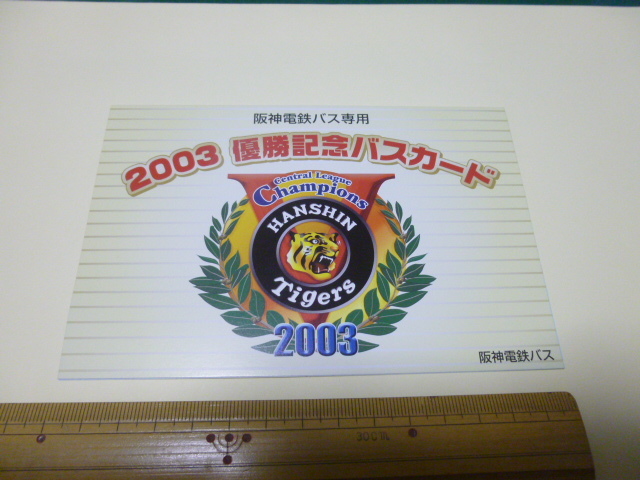 阪神電鉄バス専用
2003 優勝記念バスカード
Central League
Champions
HANSHIN
Tigers
2003
阪神電鉄バス